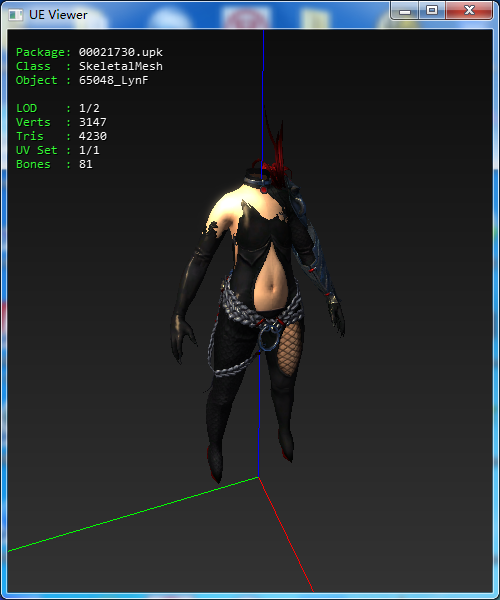 UE Viewer
Package: 00021730.upk
Class : SkeletalMesh
Object : 65048_LynF
LOD : 1/2
Verts : 3147
Tris : 4230
UV Set : 1/1
Bones : 81